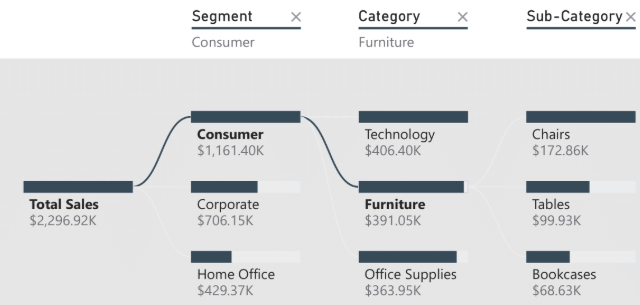 Segment ×
Category ×
Sub-Category ×
Consumer
Furniture
Consumer
$1,161.40K
Technology
$406.40K
Chairs
$172.86K
Total Sales
$2,296.92K
Corporate
$706.15K
Furniture
$391.05K
Tables
$99.93K
Home Office
$429.37K
Office Supplies
$363.95K
Bookcases
$68.63K